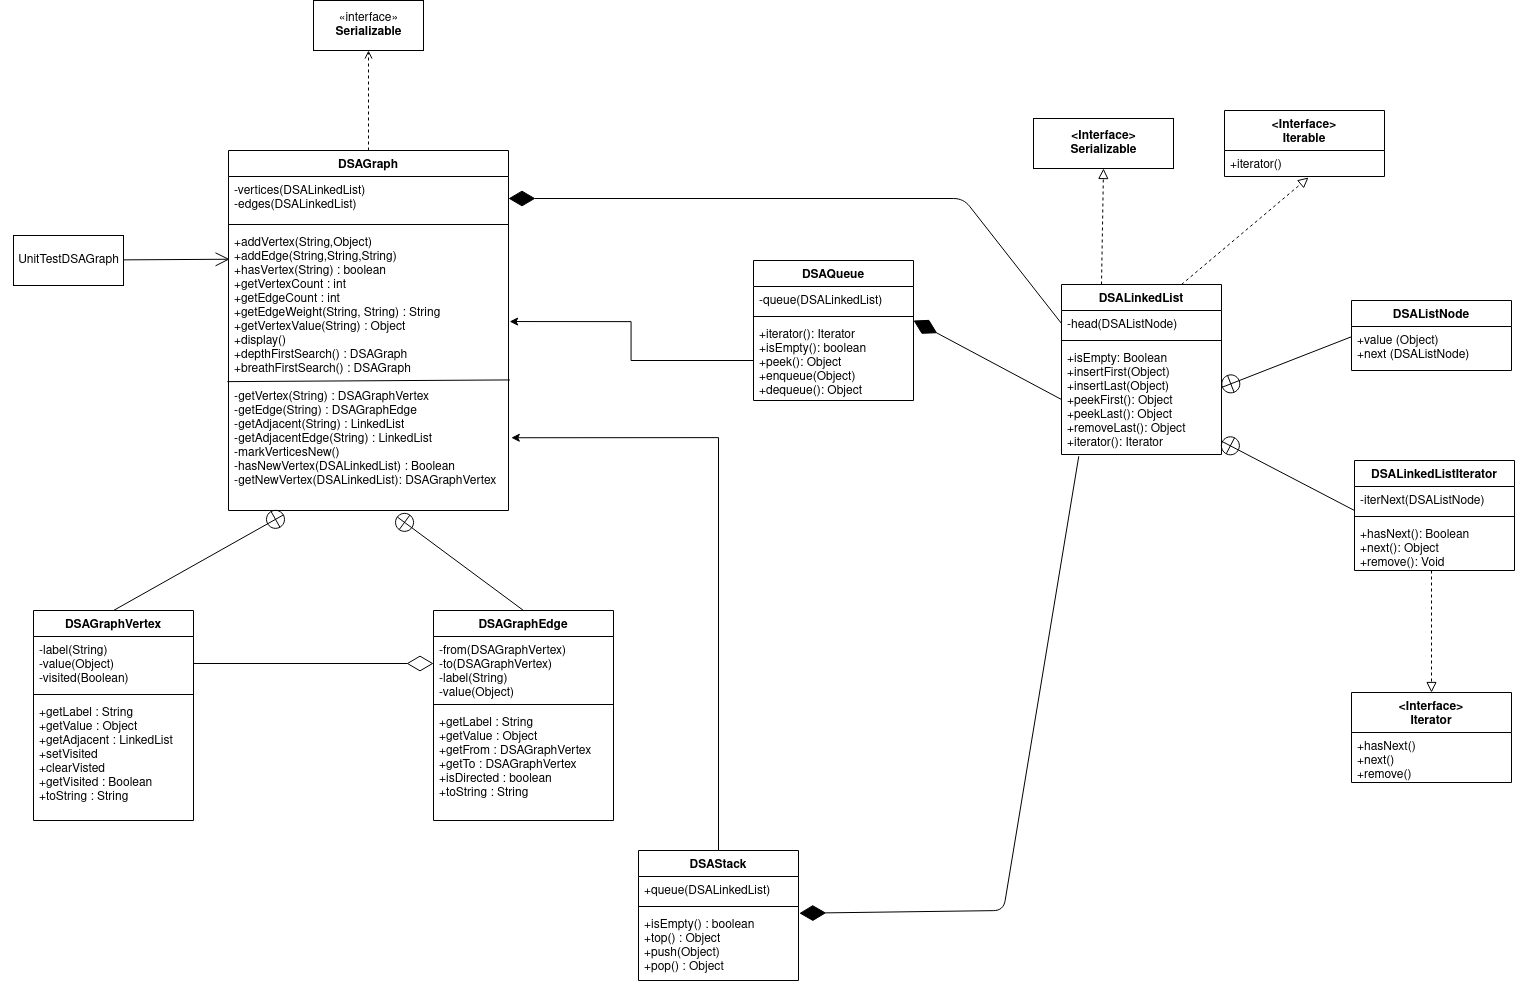 «interface»
Serializable
DSAGraph
-vertices(DSALinkedList)
-edges(DSALinkedList)
+addVertex(String,Object)
+addEdge(String,String,String)
+hasVertex(String) : boolean
+getVertexCount : int
+getEdgeCount : int
+getEdgeWeight(String, String) : String
+getVertexValue(String) : Object
+display()
+depthFirstSearch() : DSAGraph
+breathFirstSearch() : DSAGraph
-getVertex(String) : DSAGraphVertex
-getEdge(String) : DSAGraphEdge
-getAdjacent(String) : LinkedList
-getAdjacentEdge(String) : LinkedList
-markVerticesNew()
-hasNewVertex(DSALinkedList) : Boolean
-getNewVertex(DSALinkedList): DSAGraphVertex
UnitTestDSAGraph
DSAGraphVertex
-label(String)
-value(Object)
-visited(Boolean)
+getLabel : String
+getValue : Object
+getAdjacent : LinkedList
+setVisited
+clearVisted
+getVisited : Boolean
+toString : String
DSAGraphEdge
-from(DSAGraphVertex)
-to(DSAGraphVertex)
-label(String)
-value(Object)
+getLabel : String
+getValue : Object
+getFrom : DSAGraphVertex
+getTo : DSAGraphVertex
+isDirected : boolean
+toString : String
DSAQueue
-queue(DSALinkedList)
+iterator(): Iterator
+isEmpty(): boolean
+peek(): Object
+enqueue(Object)
+dequeue(): Object
DSAStack
+queue(DSALinkedList)
+isEmpty() : boolean
+top() : Object
+push(Object)
+pop() : Object
<Interface>
Serializable
<Interface>
Iterable
+iterator()
DSALinkedList
-head(DSAListNode)
+isEmpty: Boolean
+insertFirst(Object)
+insertLast(Object)
+peekFirst(): Object
+peekLast(): Object
+removeLast(): Object
+iterator(): Iterator
DSAListNode
+value (Object)
+next (DSAListNode)
DSALinkedListIterator
-iterNext(DSAListNode)
+hasNext(): Boolean
+next(): Object
+remove(): Void
<Interface>
Iterator
+hasNext()
+next()
+remove()